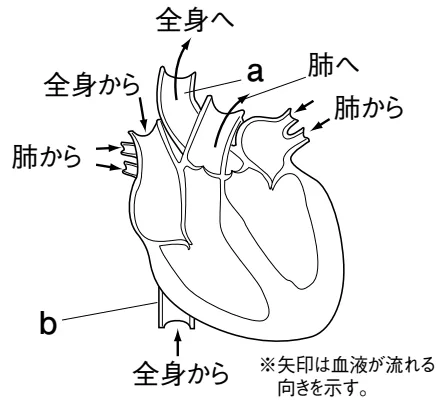 全身へ
a
肺へ
全身から
肺から
肺から
b
全身から
※矢印は血液が流れる
向きを示す。